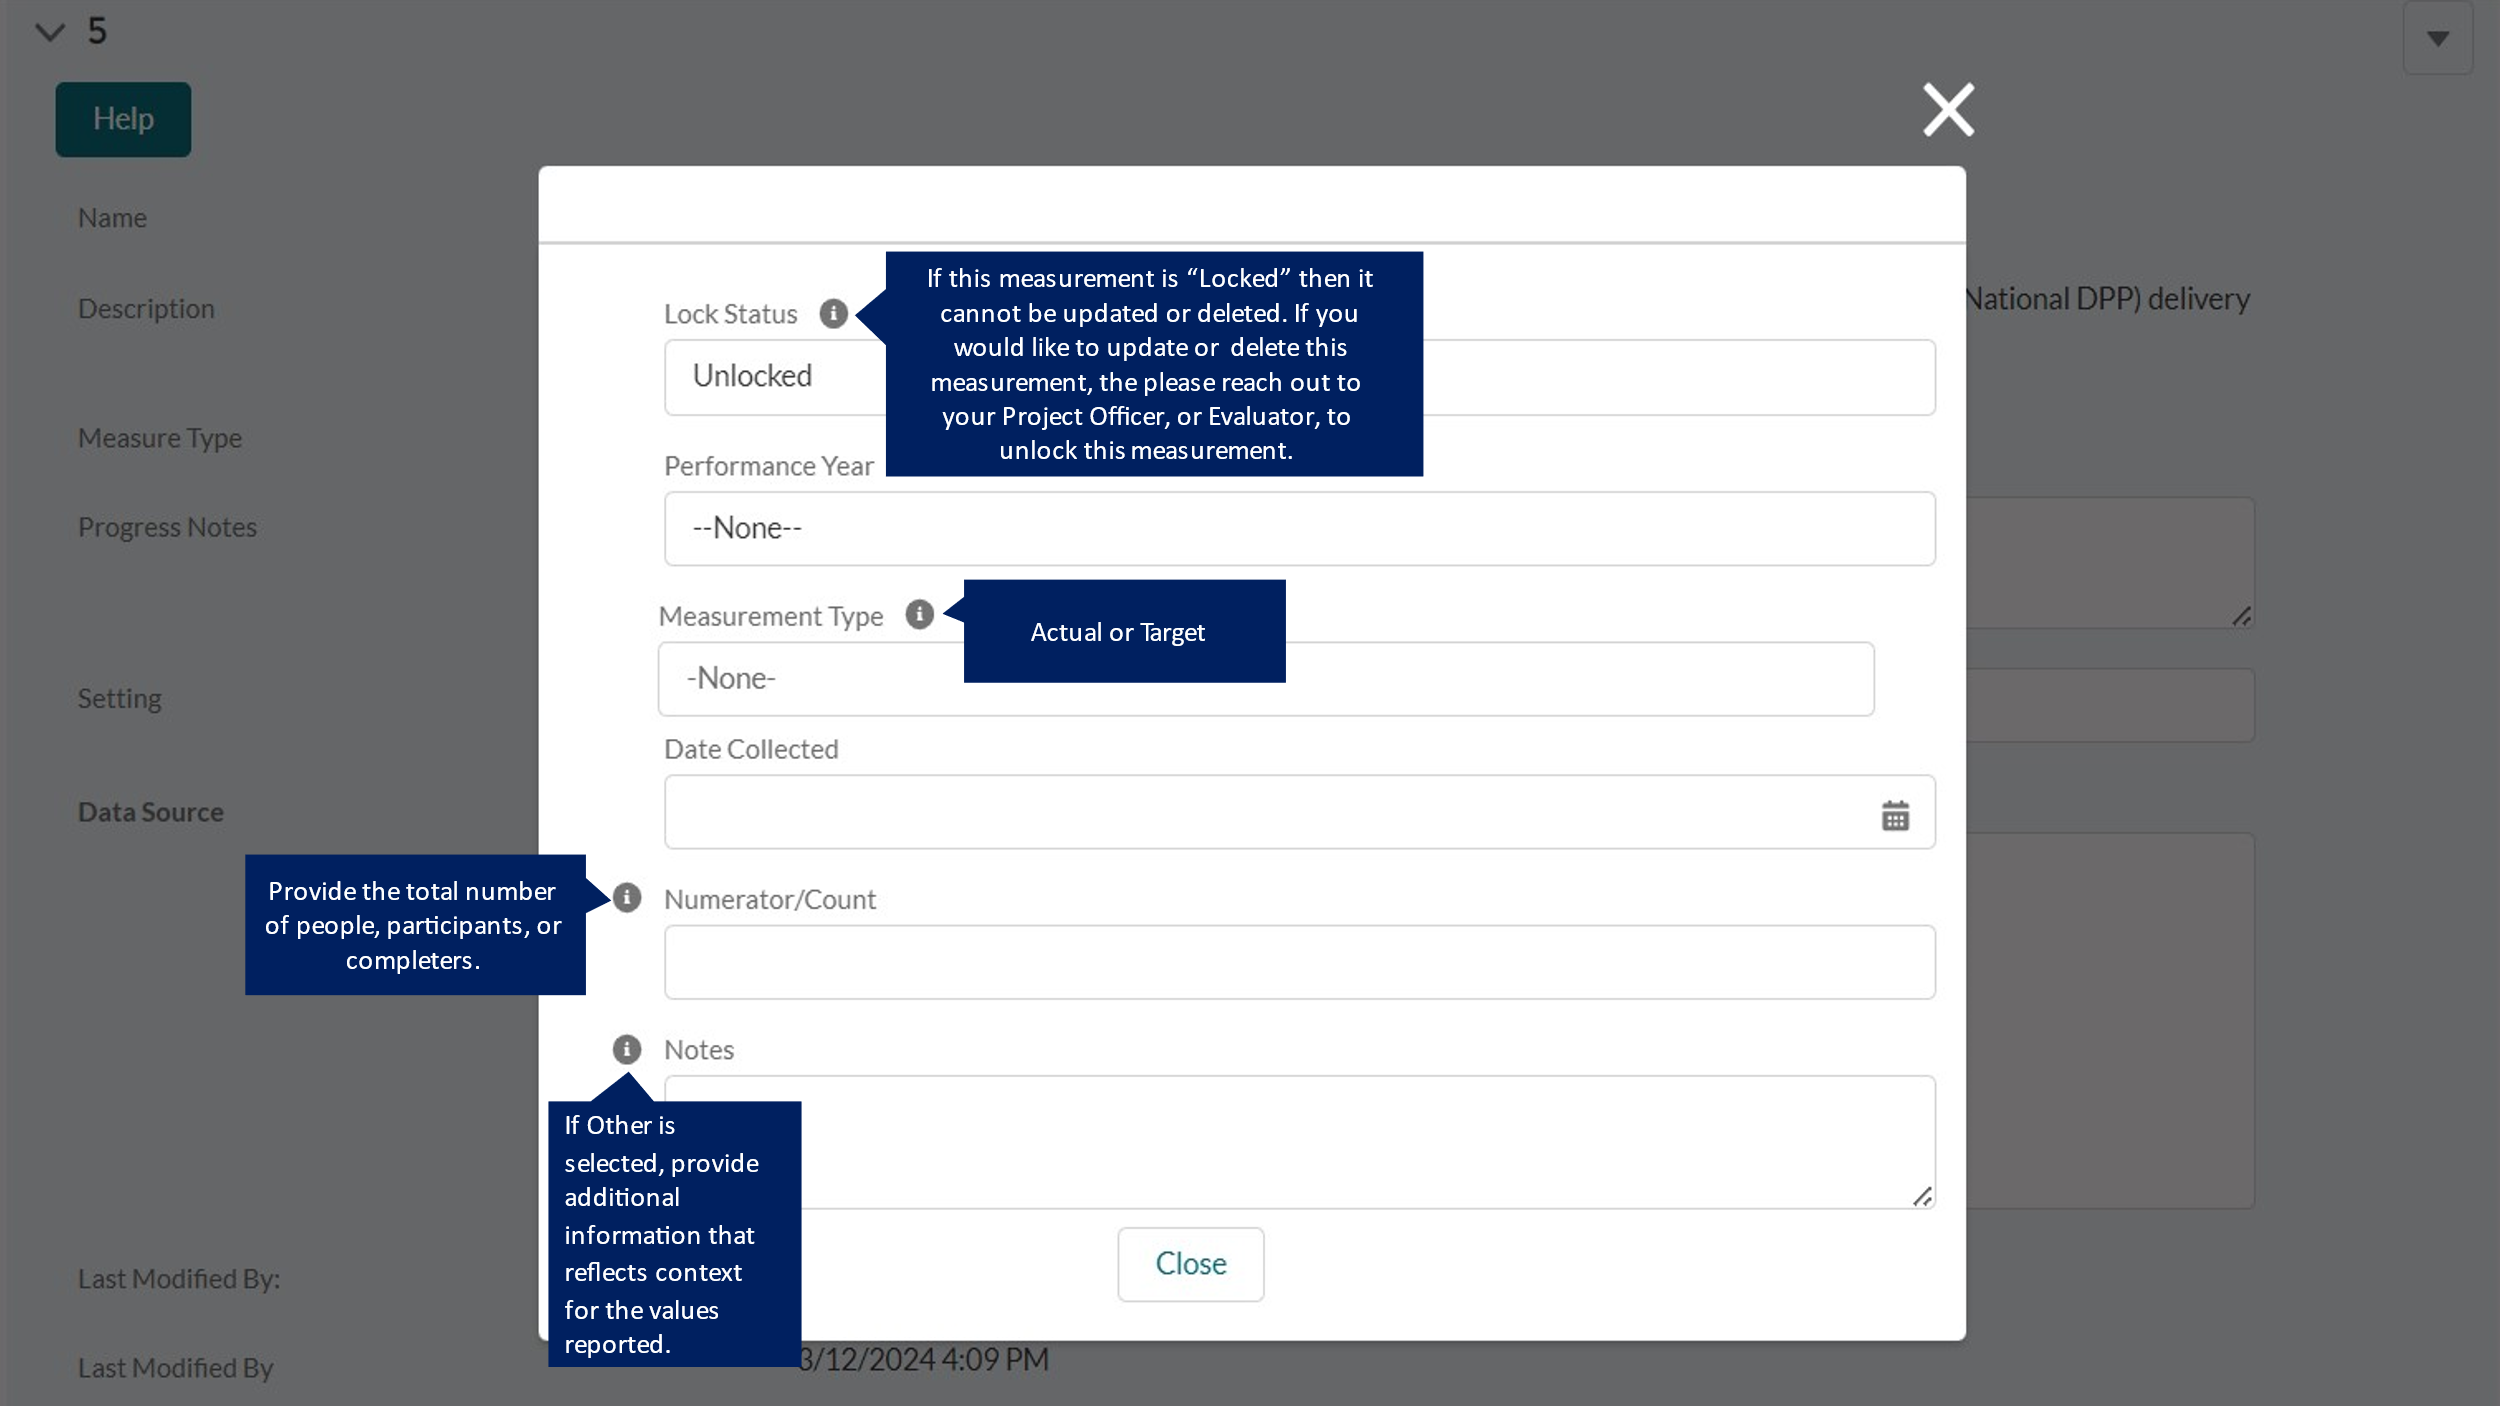 5
Help
Name
Description
National DPP) delivery
Measure Type
Progress Notes
Setting
Data Source
Last Modified By:
Last Modified By
3/12/2024 4:09 PM
Lock Status
If this measurement is “Locked” then it
cannot be updated or deleted. If you
would like to update or delete this
measurement, the please reach out to
your Project Officer, or Evaluator, to
unlock this measurement.
Unlocked
Performance Year
--None--
Measurement Type
Actual or Target
-None-
Date Collected
Provide the total number
of people, participants, or
completers.
Numerator/Count
Notes
If Other is
selected, provide
additional
information that
reflects context
for the values
reported.
Close